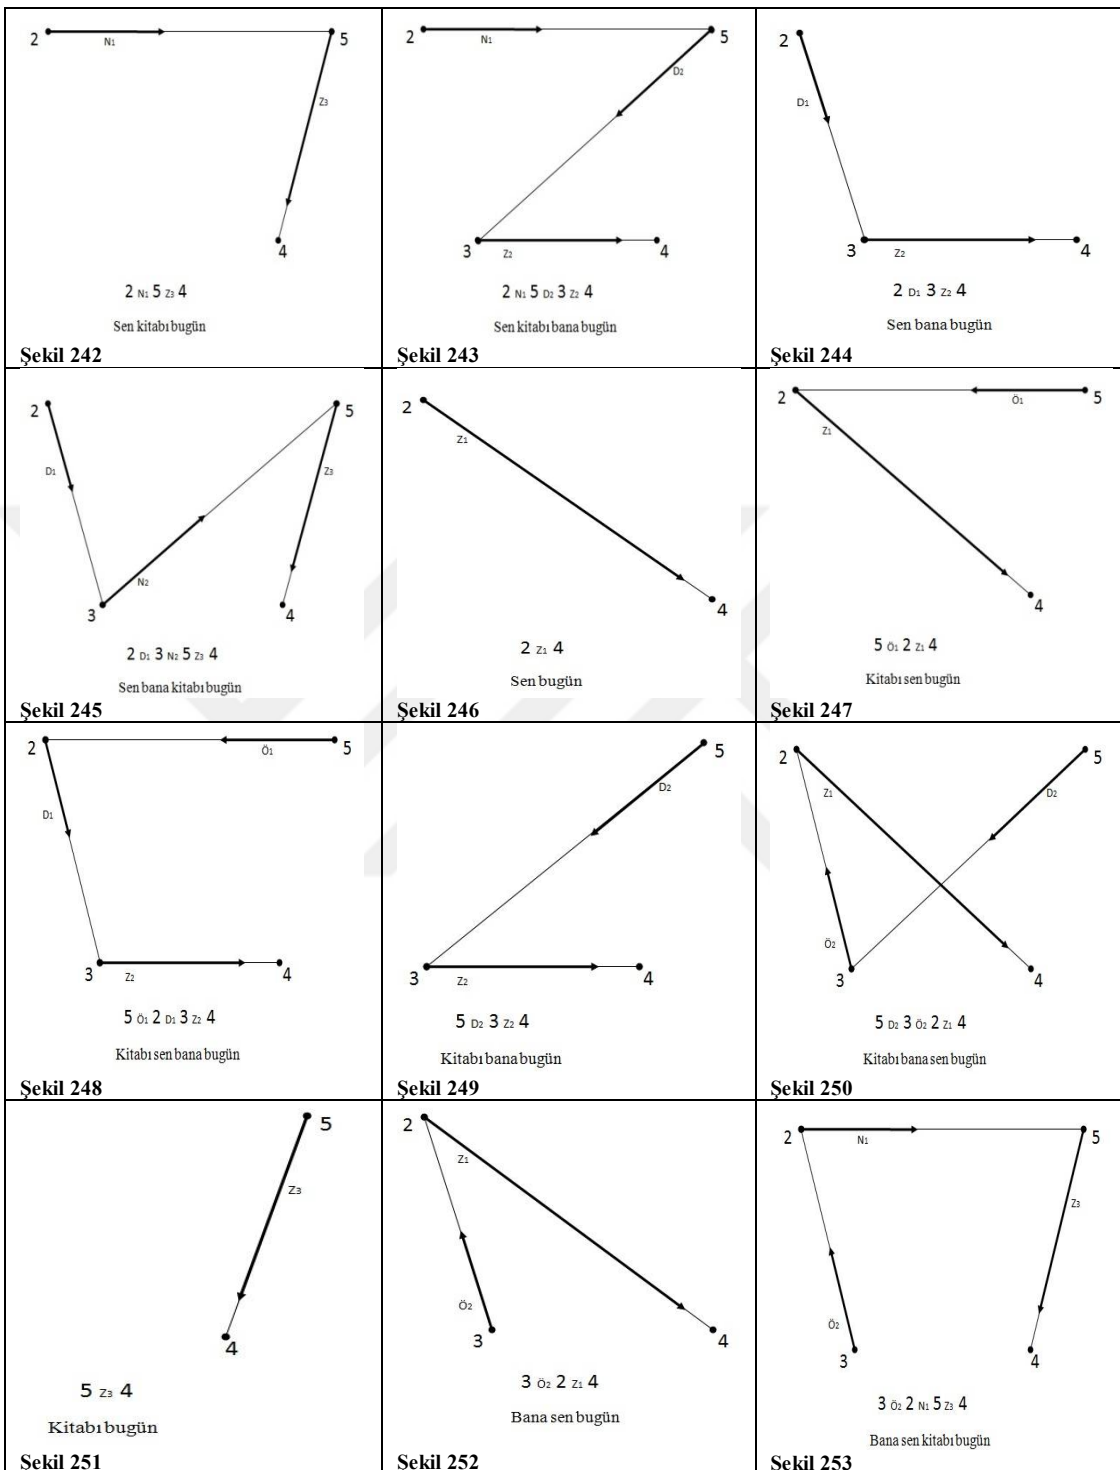 2 N1 5
Z3
4
2 N1 5 Z3 4
Sen kitabı bugün
Şekil 242
2 N1 5
D2
3 Z2 4
2 N1 5 D2 3 Z2 4
Sen kitabı bana bugün
Şekil 243
2
D1
3 Z2 4
2 D1 3 Z2 4
Sen bana bugün
Şekil 244
2 5
D1 Z3
N2
3 4
2 D1 3 N2 5 Z3 4
Sen bana kitabı bugün
Şekil 245
2
Z1
4
2 Z1 4
Sen bugün
Şekil 246
2 Ö1 5
Z1
4
5 Ö1 2 Z1 4
Kitabı sen bugün
Şekil 247
2 Ö1 5
D1
3 Z2 4
5 Ö1 2 D1 3 Z2 4
Kitabı sen bana bugün
Şekil 248
5
D2
3 Z2 4
5 D2 3 Z2 4
Kitabı bana bugün
Şekil 249
2 5
Z1 D2
Ö2
3 4
5 D2 3 Ö2 2 Z1 4
Kitabı bana sen bugün
Şekil 250
5
Z3
4
5 Z3 4
Kitabı bugün
Şekil 251
2
Z1
Ö2
3 4
3 Ö2 2 Z1 4
Bana sen bugün
Şekil 252
2 N1 5
Z3
Ö2
3 4
3 Ö2 2 N1 5 Z3 4
Bana sen kitabı bugün
Şekil 253